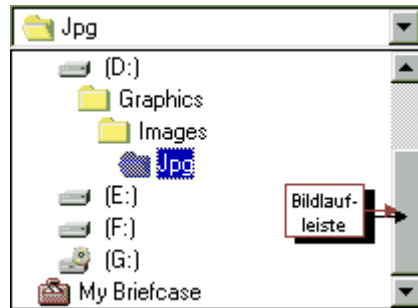 Jpg
(D:)
Graphics
Images
Jpg
(E:)
Bildlauf-
leiste
(F:)
(G:)
My Briefcase